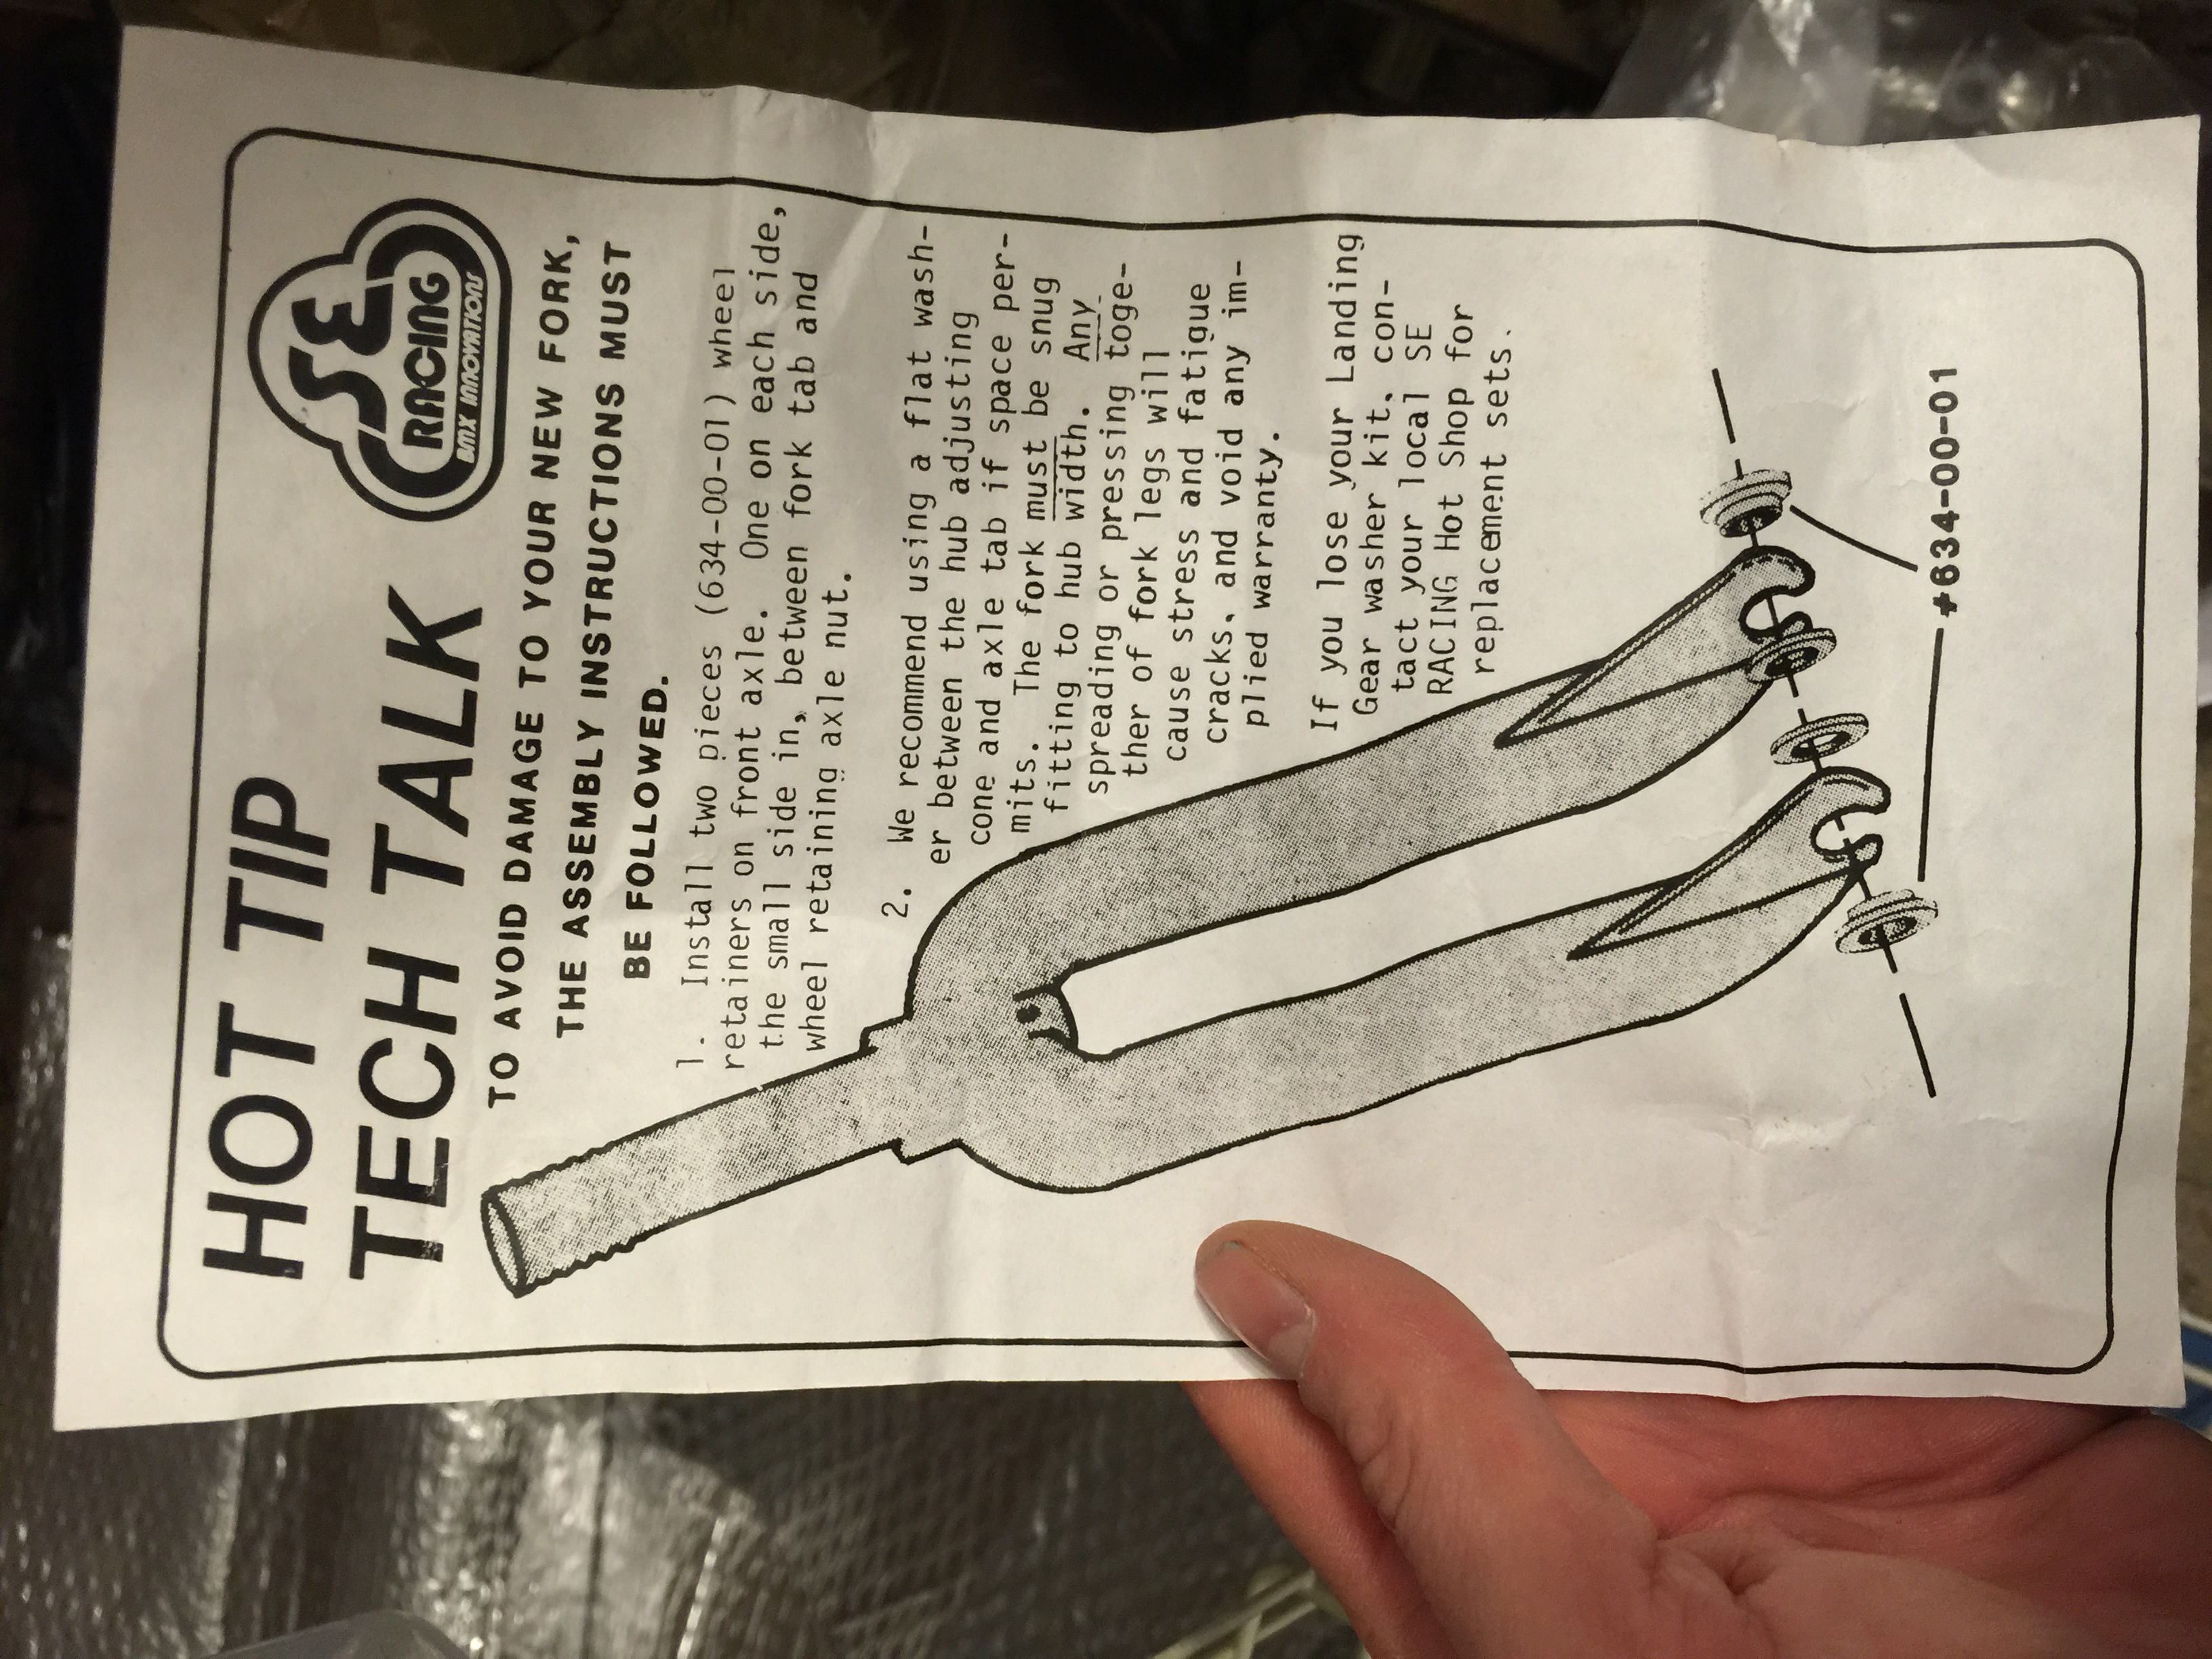 HOT TIP
TECH TALK
SE
RACING
BMX INNOVATIONS
TO AVOID DAMAGE TO YOUR NEW FORK,
THE ASSEMBLY INSTRUCTIONS MUST
BE FOLLOWED.
1. Install two pieces (634-00-01) wheel
retainers on front axle. One on each side,
the small side in, between fork tab and
wheel retaining axle nut.
2. We recommend using a flat wash-
er between the hub adjusting
cone and axle tab if space per-
mits. The fork must be snug
fitting to hub width. Any
spreading or pressing toge-
ther of fork legs will
cause stress and fatigue
cracks, and void any im-
plied warranty.
If you lose your Landing
Gear washer kit, con-
tact your local SE
RACING Hot Shop for
replacement sets.
#634-00-01